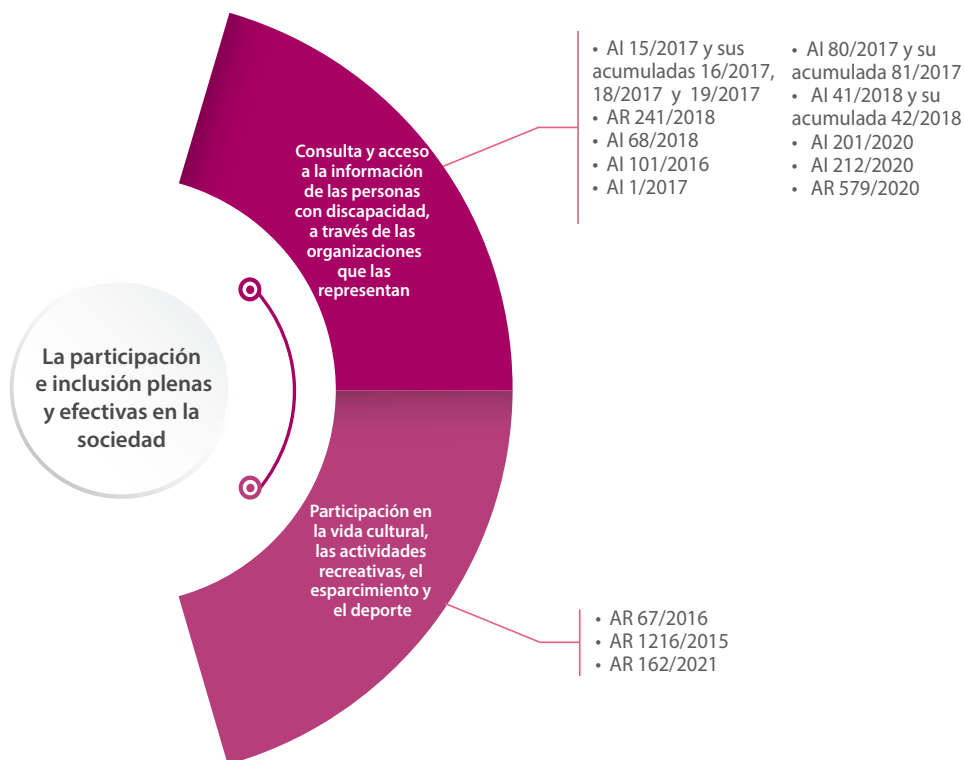 La participación
e inclusión plenas
y efectivas en la
sociedad
Consulta y acceso
a la información
de las personas
con discapacidad,
a través de las
organizaciones
que las
representan
• AI 15/2017 y sus
acumuladas 16/2017,
18/2017 y 19/2017
• AR 241/2018
• AI 68/2018
• AI 101/2016
• AI 1/2017
• AI 80/2017 y su
acumulada 81/2017
• AI 41/2018 y su
acumulada 42/2018
• AI 201/2020
• AI 212/2020
• AR 579/2020
Participación en
la vida cultural,
las actividades
recreativas, el
esparcimiento y
el deporte
• AR 67/2016
• AR 1216/2015
• AR 162/2021